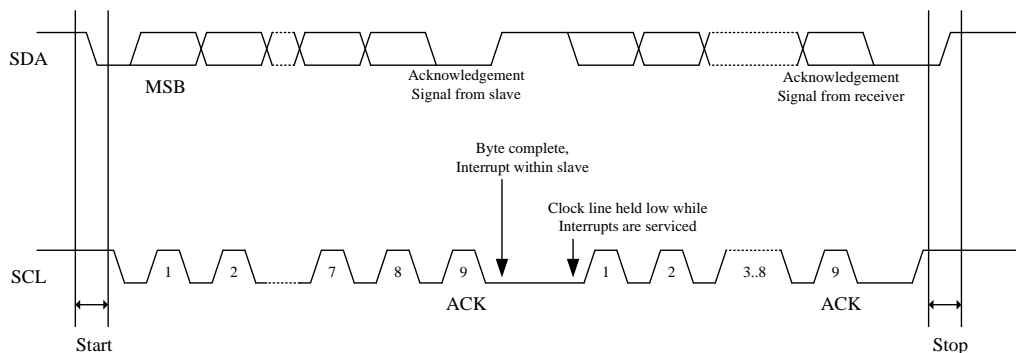 SDA
MSB
Acknowledgement
Signal from slave
Acknowledgement
Signal from receiver
Byte complete,
Interrupt within slave
Clock line held low while
Interrupts are serviced
SCL
1
2
7
8
9
1
2
3..8
9
ACK
ACK
Start
Stop